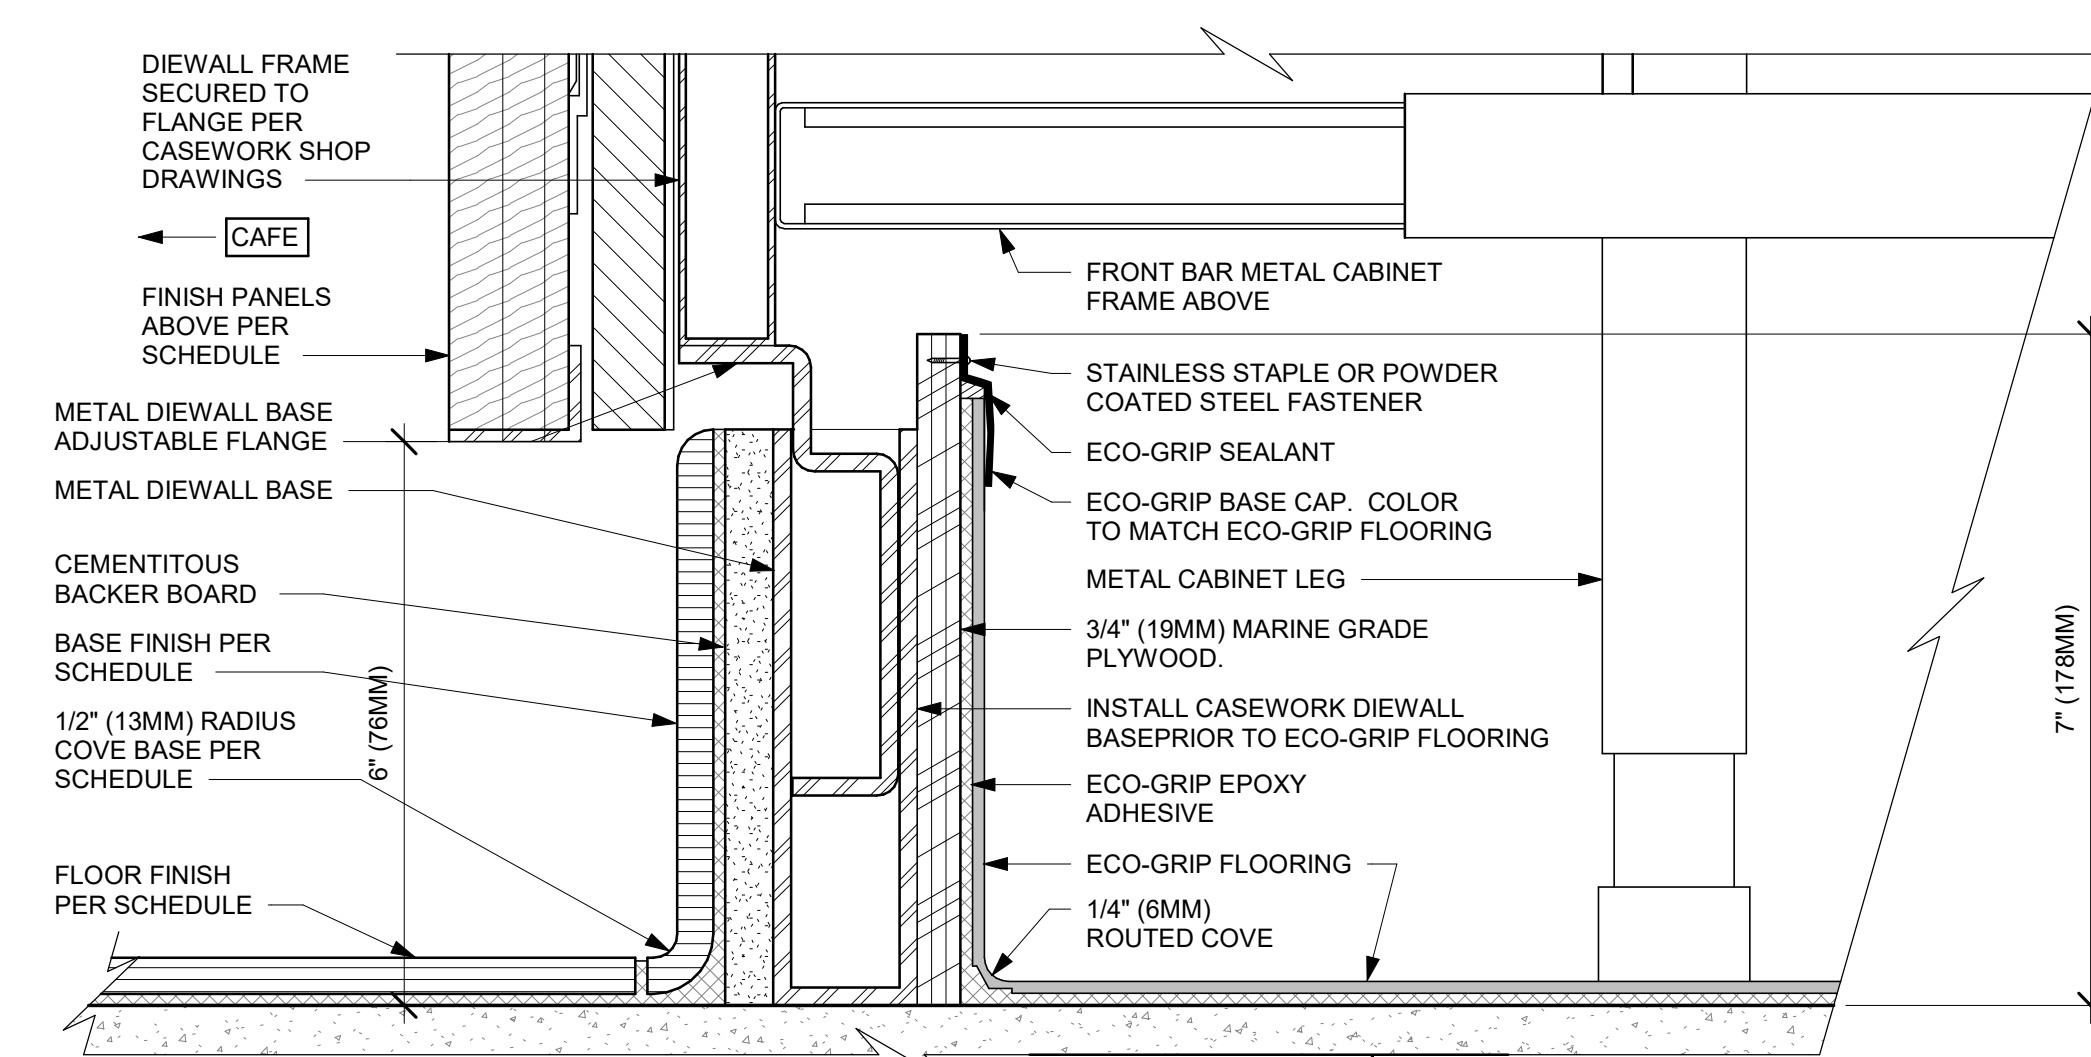 DIEWALL FRAME
SECURED TO
FLANGE PER
CASEWORK SHOP
DRAWINGS
CAFE
FINISH PANELS
ABOVE PER
SCHEDULE
METAL DIEWALL BASE
ADJUSTABLE FLANGE
METAL DIEWALL BASE
CEMENTITOUS
BACKER BOARD
BASE FINISH PER
SCHEDULE
1/2" (13MM) RADIUS
COVE BASE PER
SCHEDULE
6" (76MM)
FLOOR FINISH
PER SCHEDULE
FRONT BAR METAL CABINET
FRAME ABOVE
STAINLESS STAPLE OR POWDER
COATED STEEL FASTENER
ECO-GRIP SEALANT
ECO-GRIP BASE CAP.  COLOR
TO MATCH ECO-GRIP FLOORING
METAL CABINET LEG
3/4" (19MM) MARINE GRADE
PLYWOOD.
INSTALL CASEWORK DIEWALL
BASEPRIOR TO ECO-GRIP FLOORING
ECO-GRIP EPOXY
ADHESIVE
ECO-GRIP FLOORING
1/4" (6MM)
ROUTED COVE
7" (178MM)